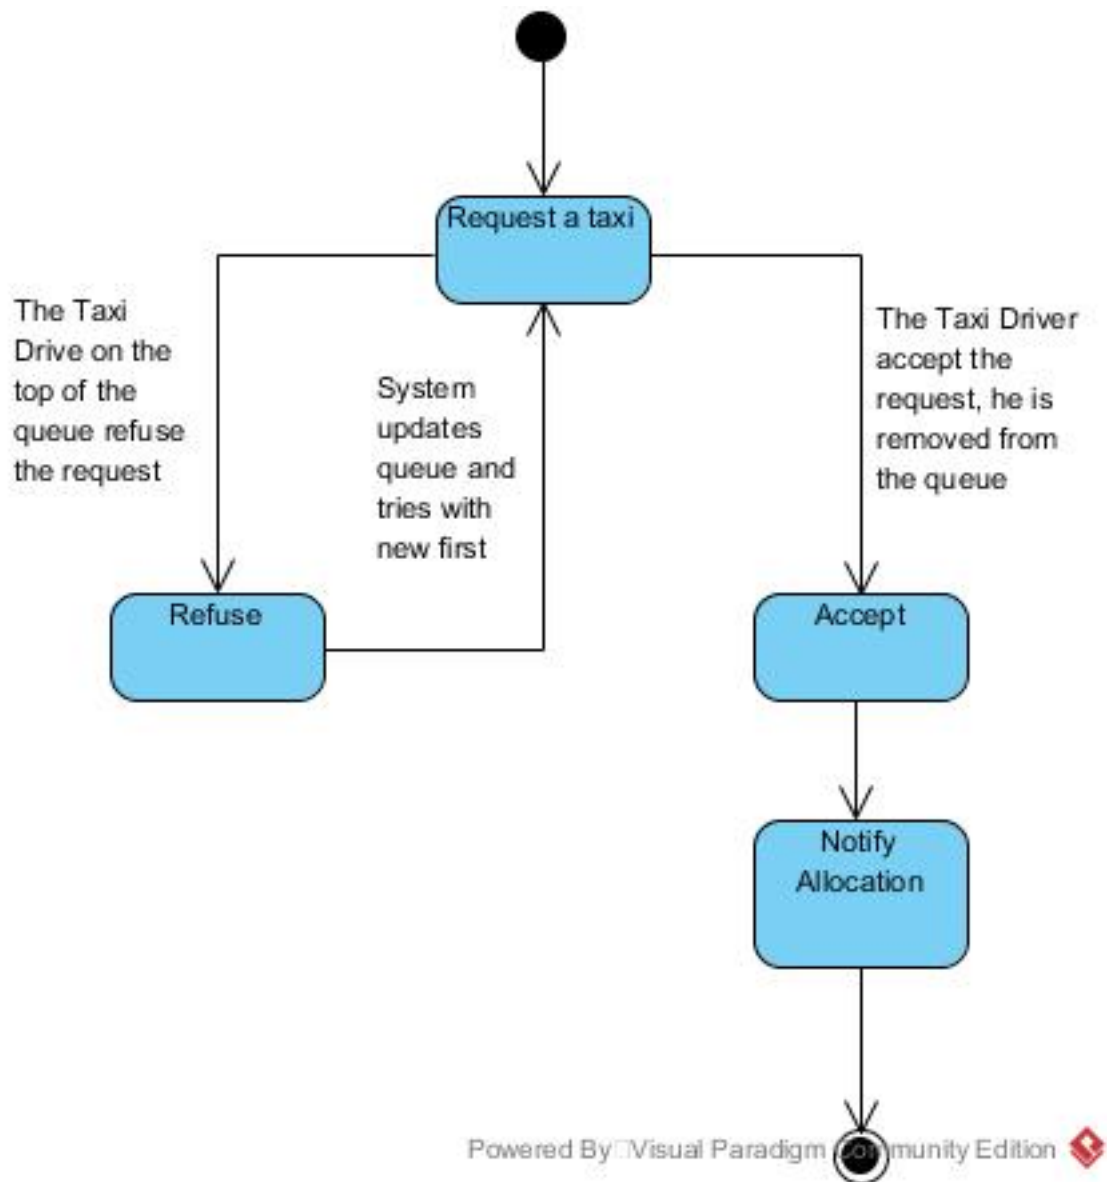 Request a taxi
The Taxi
Drive on the
top of the
queue refuse
the request
System
updates
queue and
tries with
new first
The Taxi Driver
accept the
request, he is
removed from
the queue
Refuse
Accept
Notify
Allocation
Powered By Visual Paradigm Community Edition